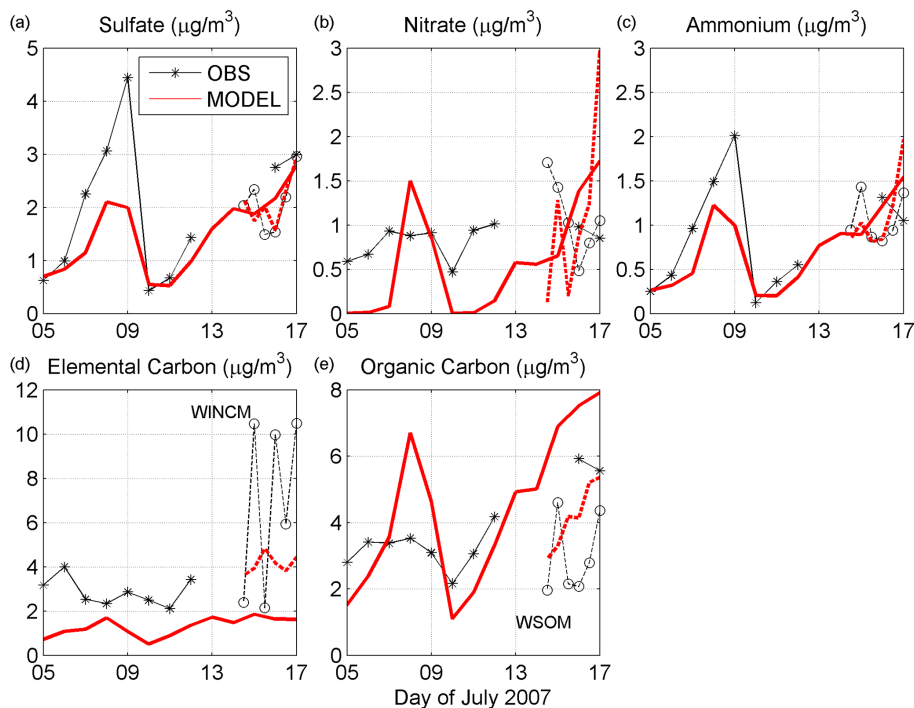 (a) Sulfate (μg/m³)
5
4
3
2
1
0
05 09 13 17
OBS
MODEL
(b) Nitrate (μg/m³)
3
2.5
2
1.5
1
0.5
0
05 09 13 17
(c) Ammonium (μg/m³)
3
2.5
2
1.5
1
0.5
0
05 09 13 17
(d) Elemental Carbon (μg/m³)
12
10
8
6
4
2
0
05 09 13 17
WINCM
(e) Organic Carbon (μg/m³)
8
6
4
2
0
05 09 13 17
WSOM
Day of July 2007